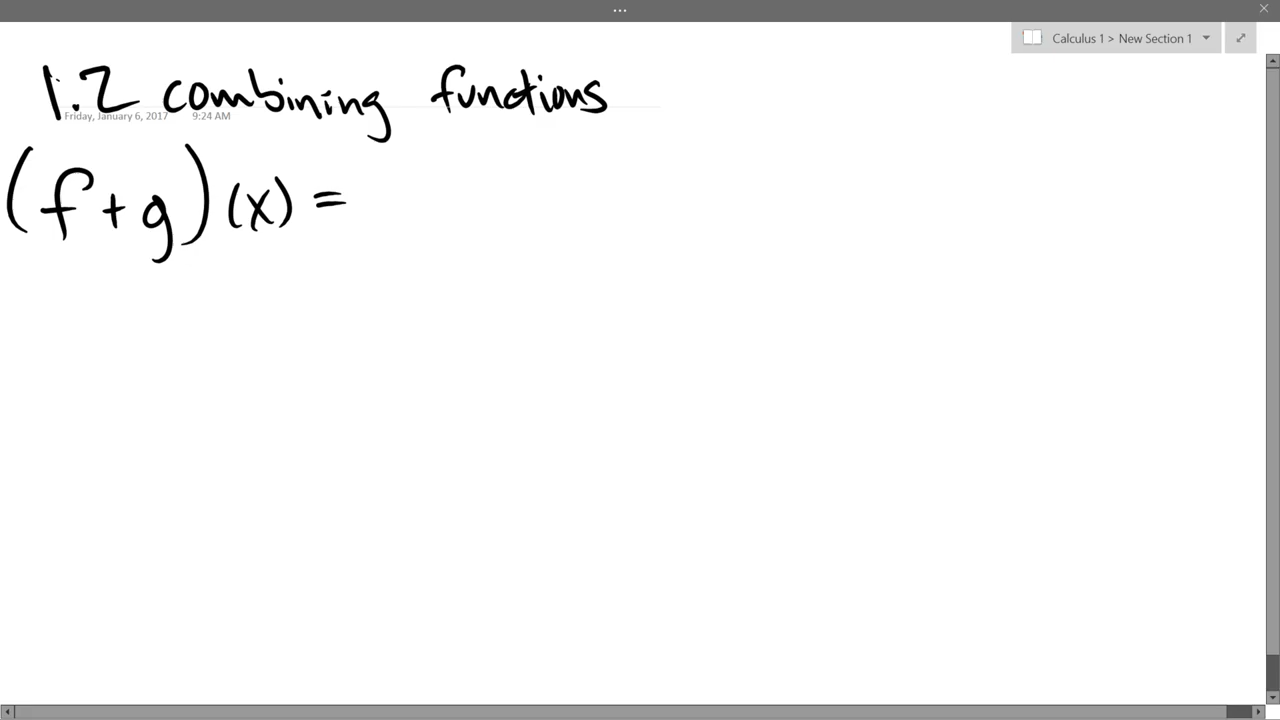 ...
Calculus 1 > New Section 1
1.2 combining functions
Friday, January 6, 2017 9:24 AM
(f+g)(x) =